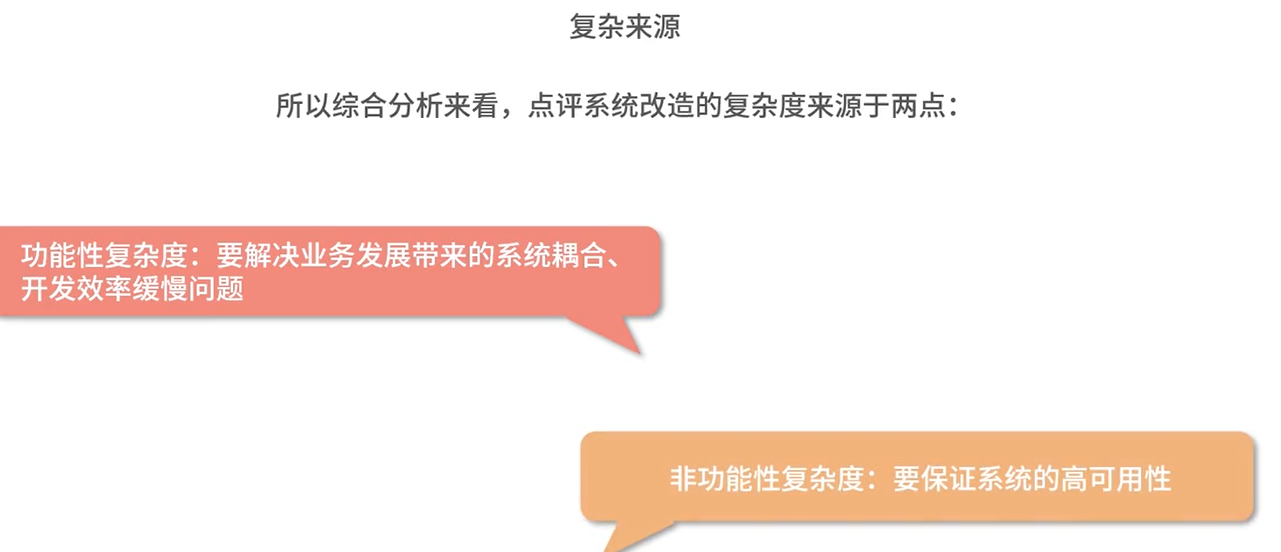 复杂来源
所以综合分析来看，点评系统改造的复杂度来源于两点：
功能性复杂度：要解决业务发展带来的系统耦合、
开发效率缓慢问题
非功能性复杂度：要保证系统的高可用性